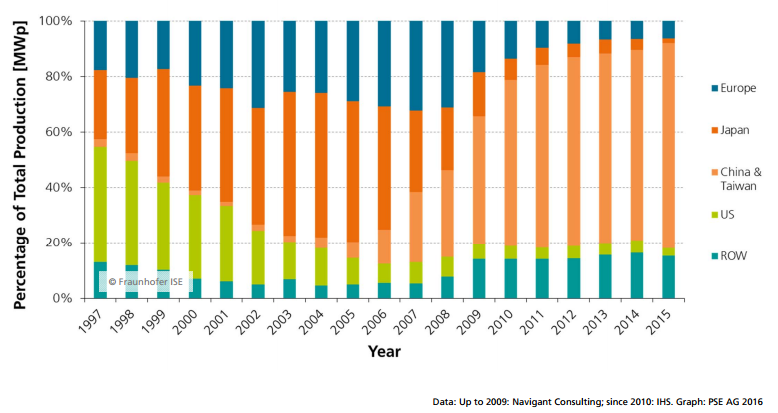 Percentage of Total Production [MWp]
100%
80%
60%
40%
20%
0%
© Fraunhofer ISE
1997
1998
1999
2000
2001
2002
2003
2004
2005
2006
2007
2008
2009
2010
2011
2012
2013
2014
2015
Year
Europe
Japan
China &
Taiwan
US
ROW
Data: Up to 2009: Navigant Consulting; since 2010: IHS. Graph: PSE AG 2016